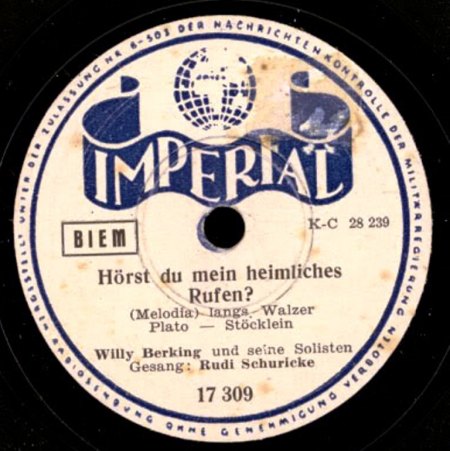 HERGESTELLT UNTER DER ZULASSUNG NR 6-503 DER NACHRICHTENKONTROLLE DER MILITÄRREGIERUNG
IMPERIAL
K-C 28 239
BIEM
Hörst du mein heimliches
Rufen?
(Melodia) langs. Walzer
Plato — Stöcklein
Willy Berking und seine Solisten
Gesang: Rudi Schuricke
17 309
RADIOSENDUNG OHNE GENEHMIGUNG VERBOTEN